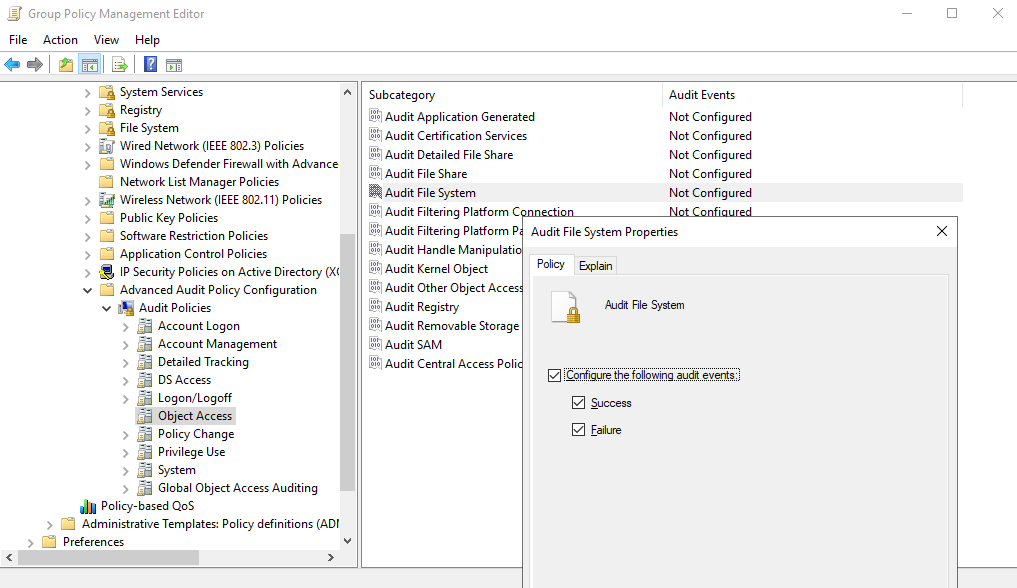 Group Policy Management Editor
File Action View Help
System Services
Registry
File System
Wired Network (IEEE 802.3) Policies
Windows Defender Firewall with Advance
Network List Manager Policies
Wireless Network (IEEE 802.11) Policies
Public Key Policies
Software Restriction Policies
Application Control Policies
IP Security Policies on Active Directory (XC
Advanced Audit Policy Configuration
Audit Policies
Account Logon
Account Management
Detailed Tracking
DS Access
Logon/Logoff
Object Access
Policy Change
Privilege Use
System
Global Object Access Auditing
Policy-based QoS
Administrative Templates: Policy definitions (ADM
Preferences
Subcategory Audit Events
Audit Application Generated Not Configured
Audit Certification Services Not Configured
Audit Detailed File Share Not Configured
Audit File Share Not Configured
Audit File System Not Configured
Audit Filtering Platform Connection Not Configured
Audit Filtering Platform Pa
Audit Handle Manipulatio
Audit Kernel Object
Audit Other Object Access
Audit Registry
Audit Removable Storage
Audit SAM
Audit Central Access Polic
Audit File System Properties
Policy Explain
Audit File System
Configure the following audit events:
Success
Failure